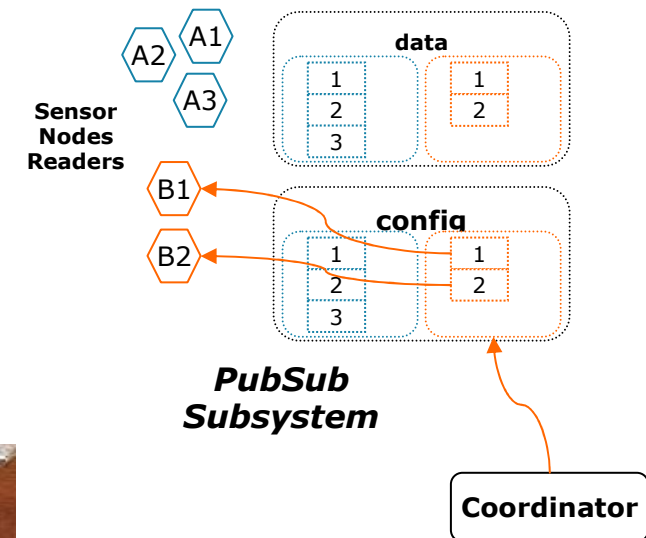 A1
A2
A3
Sensor
Nodes
Readers
B1
B2
data
1
2
3
1
2
config
1
2
3
1
2
PubSub
Subsystem
Coordinator